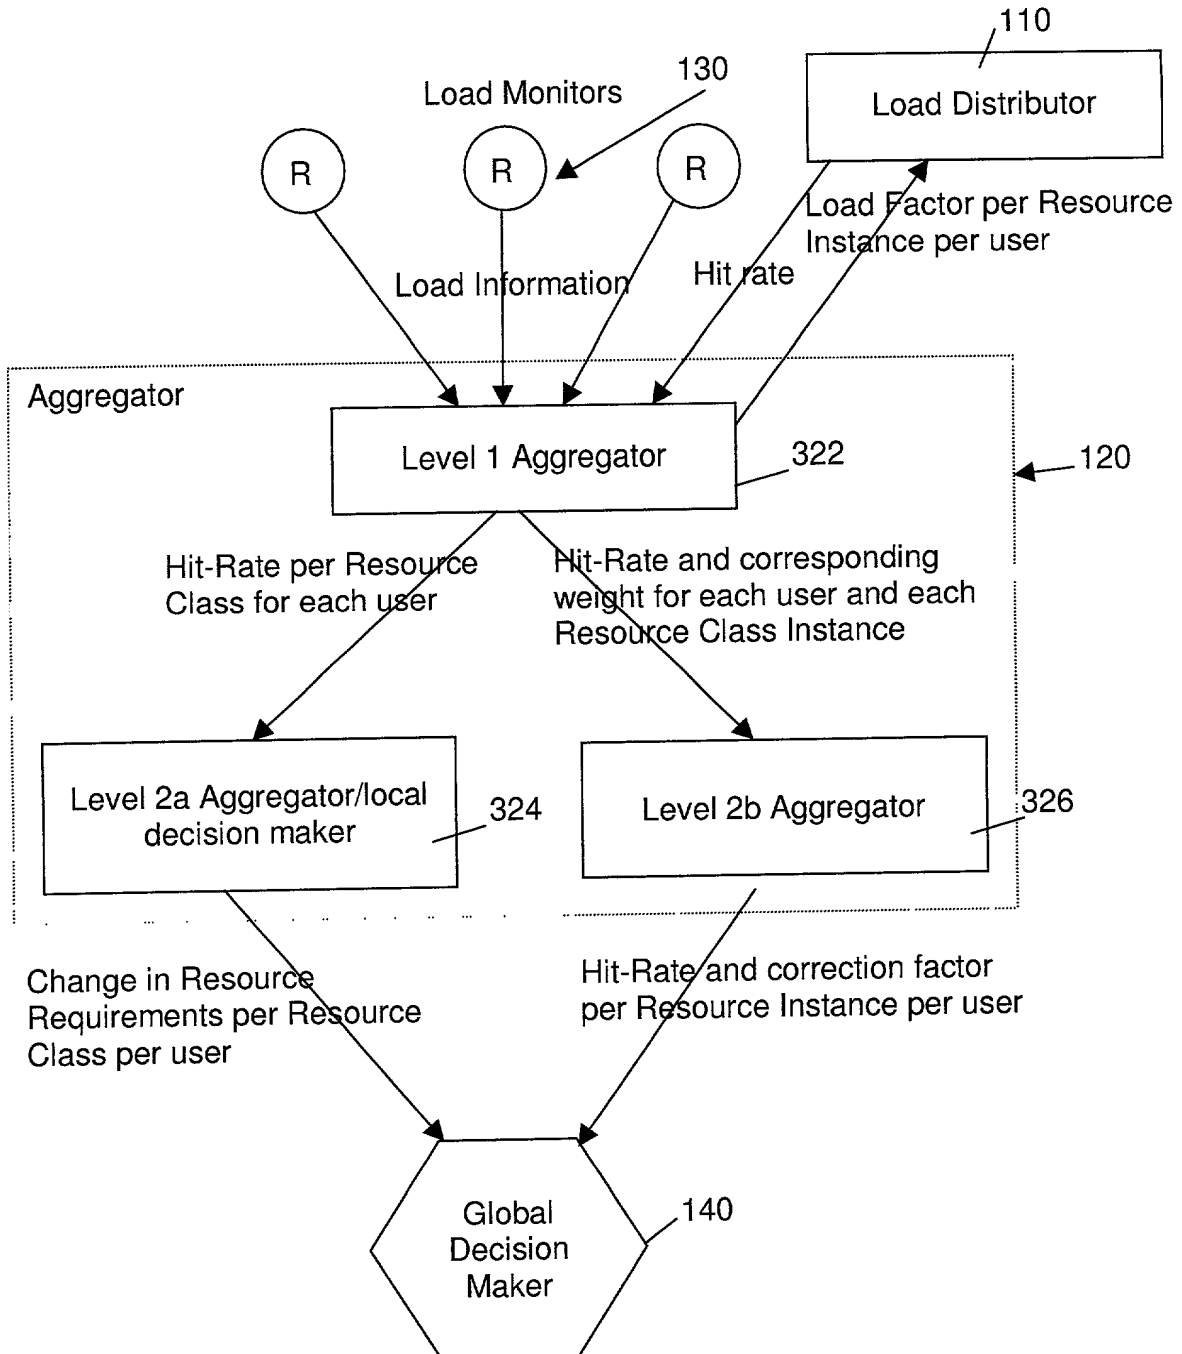 110
130
Load Monitors
Load Distributor
R
R
R
Load Factor per Resource
Instance per user
Load Information
Hit rate
Aggregator
Level 1 Aggregator
322
120
Hit-Rate per Resource
Class for each user
Hit-Rate and corresponding
weight for each user and each
Resource Class Instance
Level 2a Aggregator/local
decision maker
324
Level 2b Aggregator
326
Change in Resource
Requirements per Resource
Class per user
Hit-Rate and correction factor
per Resource Instance per user
Global
Decision
Maker
140